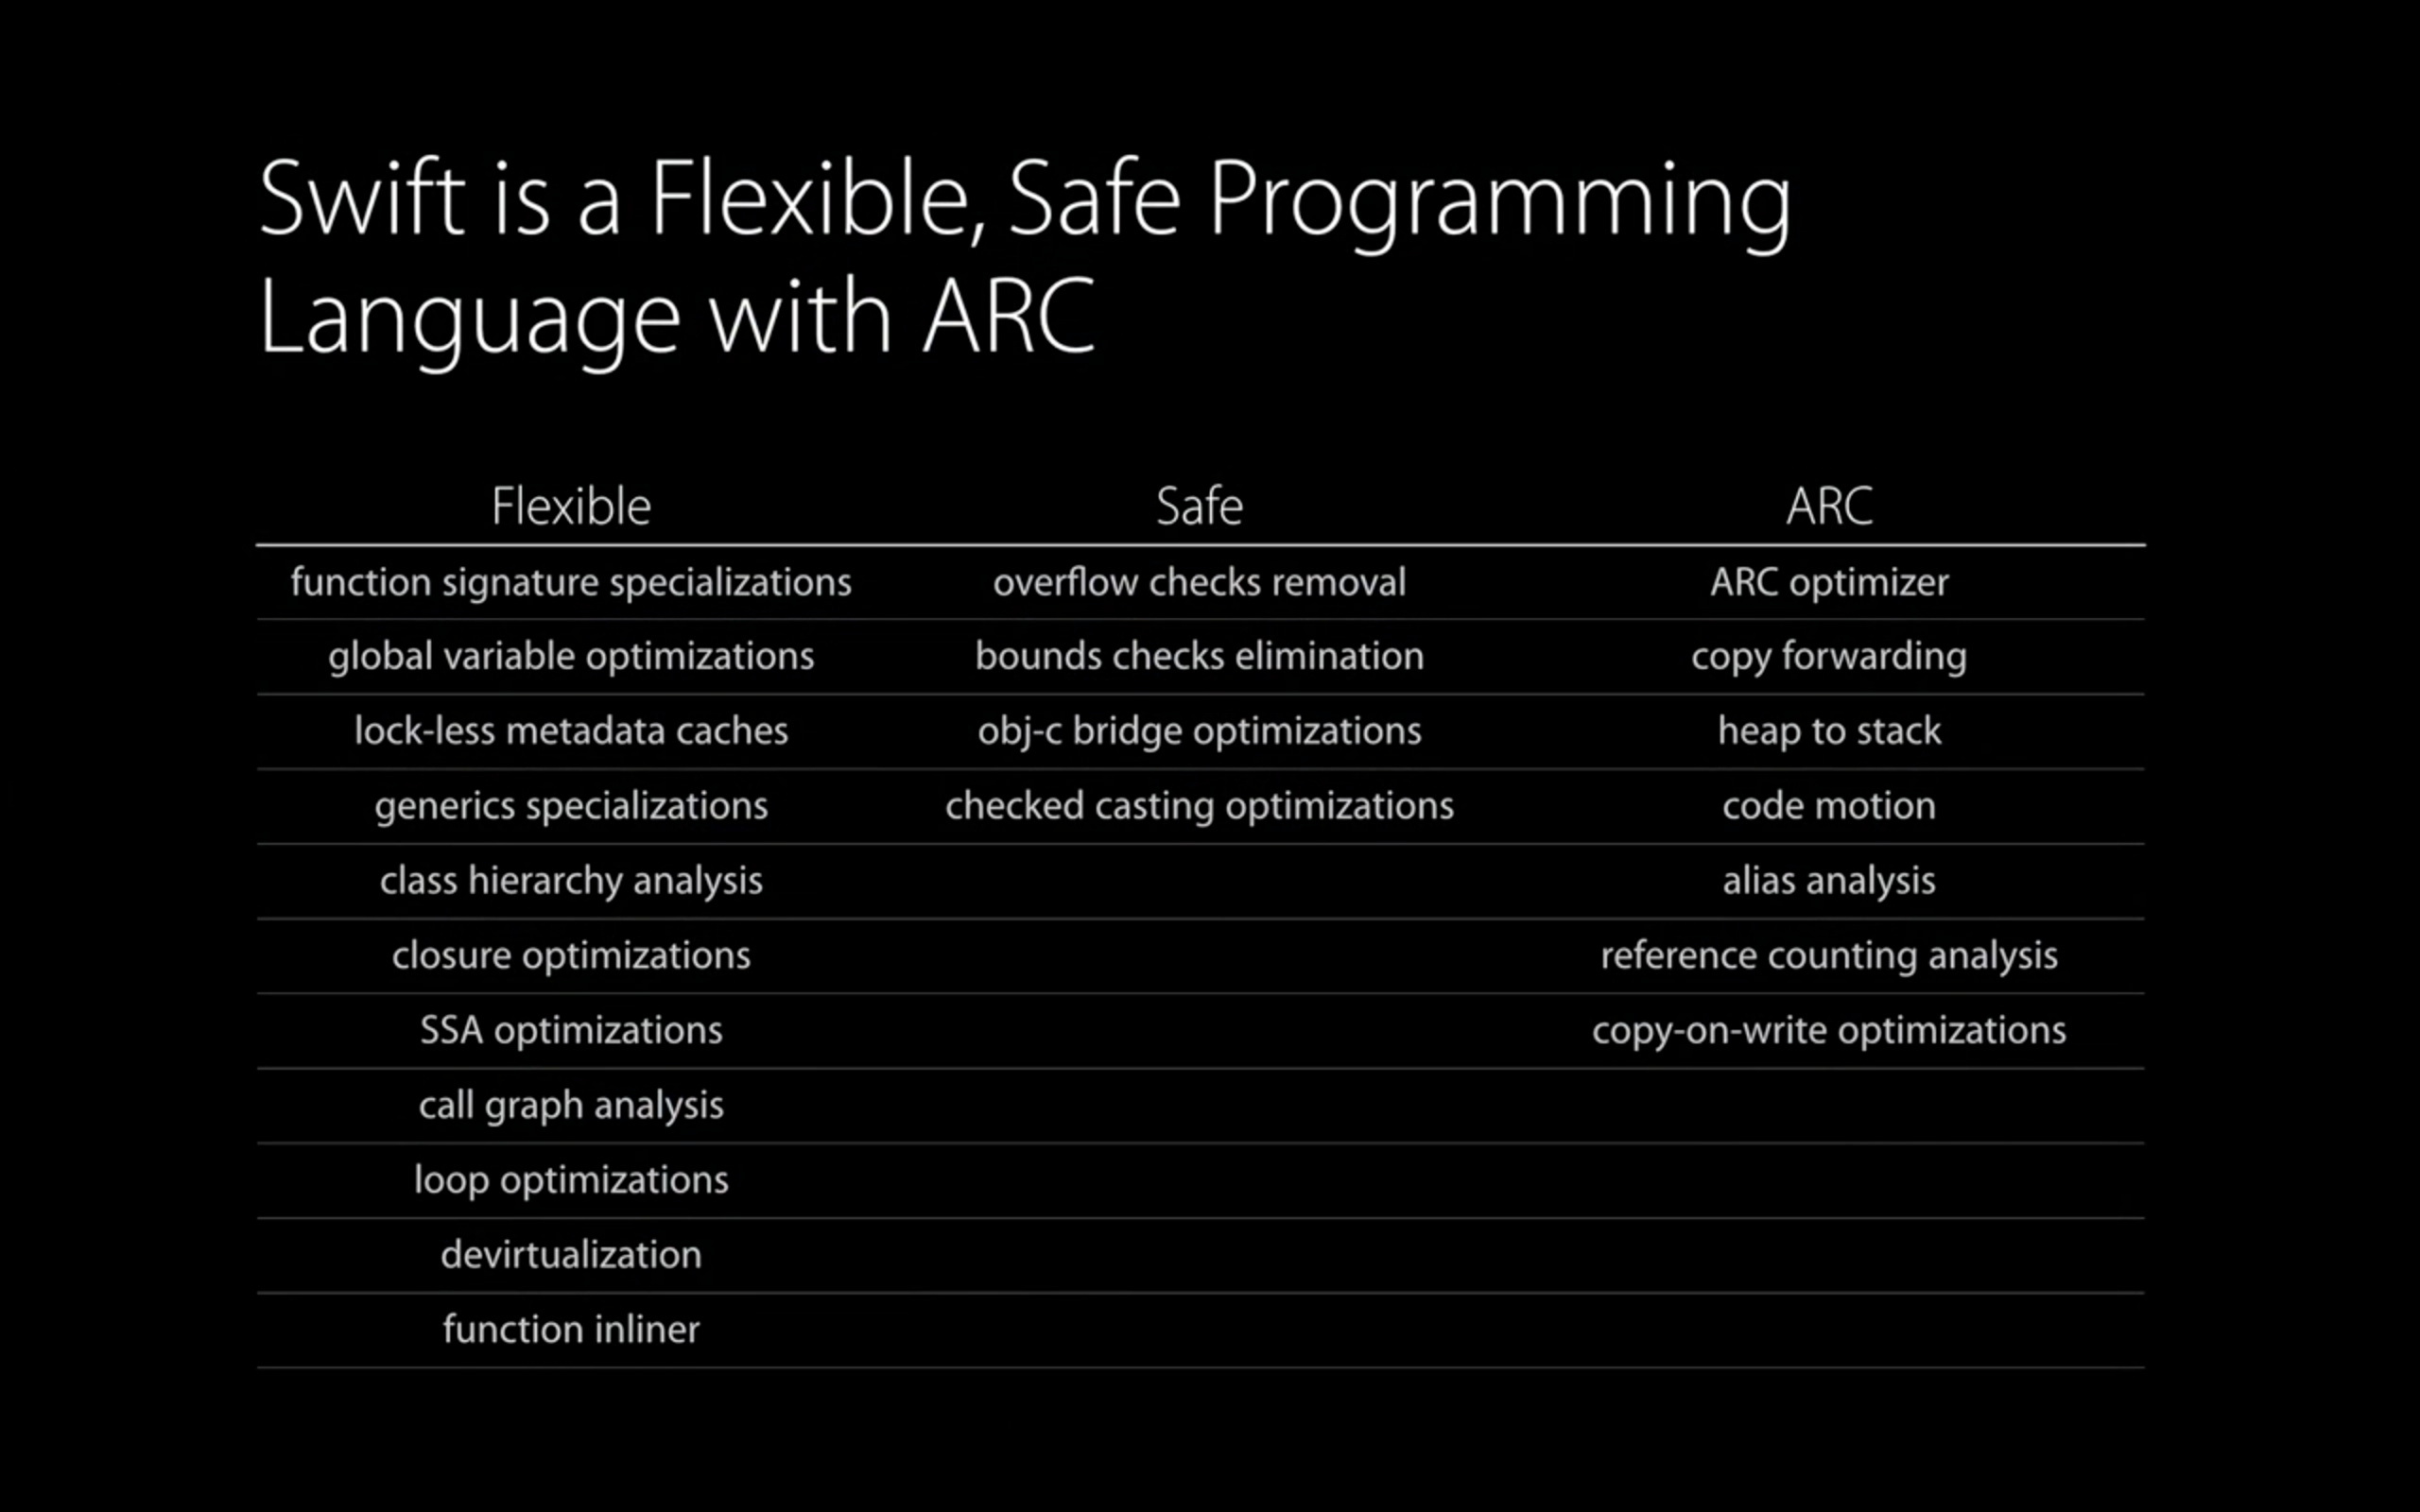 Swift is a Flexible, Safe Programming
Language with ARC
Flexible Safe ARC
function signature specializations overflow checks removal ARC optimizer
global variable optimizations bounds checks elimination copy forwarding
lock-less metadata caches obj-c bridge optimizations heap to stack
generics specializations checked casting optimizations code motion
class hierarchy analysis alias analysis
closure optimizations reference counting analysis
SSA optimizations copy-on-write optimizations
call graph analysis
loop optimizations
devirtualization
function inliner